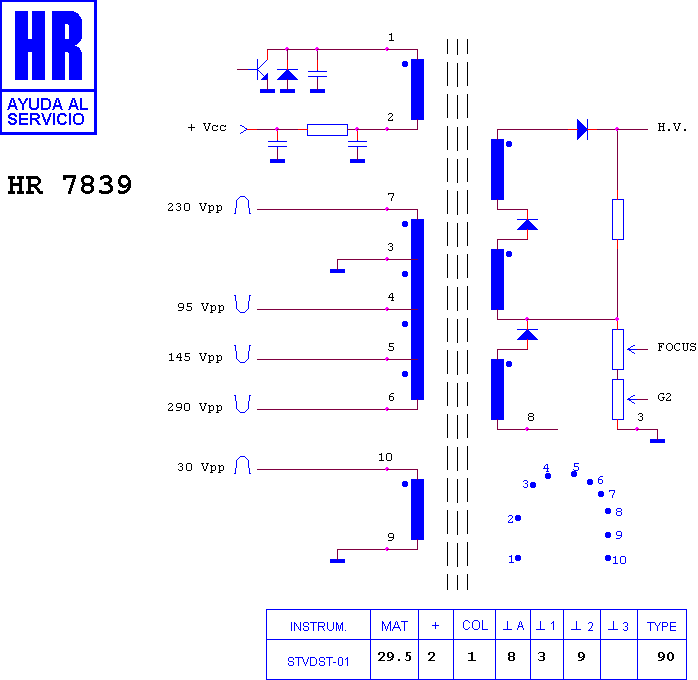 HR
AYUDA AL
SERVICIO
HR 7839
1
2
+ Vcc
H.V.
230 Vpp
7
3
95 Vpp
4
145 Vpp
5
FOCUS
290 Vpp
6
G2
8
3
30 Vpp
10
9
1
2
3
4
5
6
7
8
9
10
INSTRUM. MAT + COL ⊥ A ⊥ 1 ⊥ 2 ⊥ 3 TYPE
STVDST-01 29.5 2 1 8 3 9 90